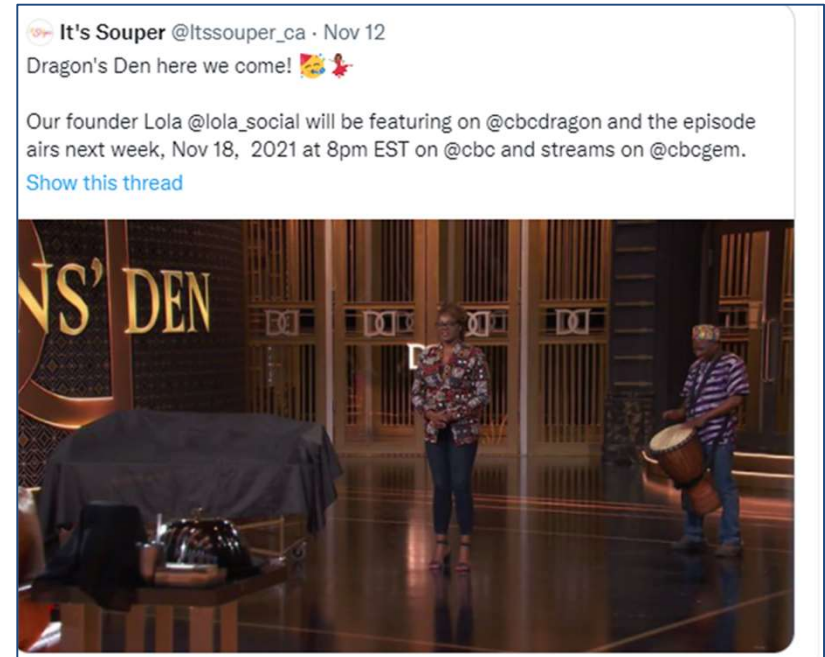 It's Souper @Itssouper_ca · Nov 12
Dragon's Den here we come! 🥳💃
Our founder Lola @lola_social will be featuring on @cbcdragon and the episode
airs next week, Nov 18, 2021 at 8pm EST on @cbc and streams on @cbcgem.
Show this thread
NS' DEN